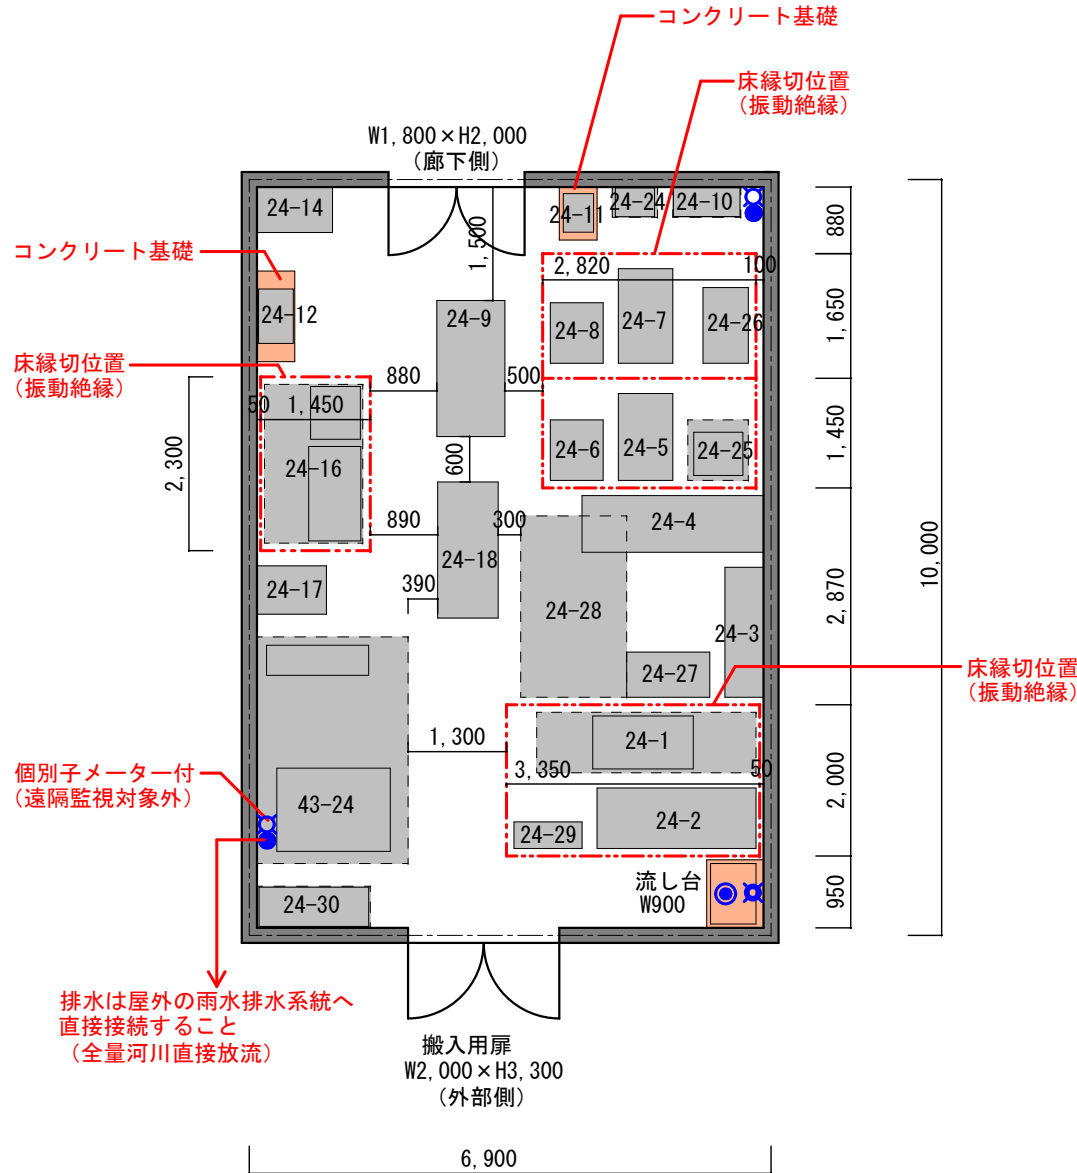 コンクリート基礎
床縁切位置
(振動絶縁)
W1,800×H2,000
(廊下側)
24-14
24-11
24-24
24-10
880
コンクリート基礎
1,500
2,820
100
24-12
24-9
24-8
24-7
24-26
1,650
床縁切位置
(振動絶縁)
880
500
50
1,450
2,300
24-16
600
24-6
24-5
24-25
1,450
890
300
24-4
24-18
10,000
24-17
390
24-28
2,870
24-3
24-27
床縁切位置
(振動絶縁)
1,300
24-1
3,350
50
個別子メーター付
(遠隔監視対象外)
43-24
24-29
24-2
2,000
流し台
W900
24-30
950
排水は屋外の雨水排水系統へ
直接接続すること
(全量河川直接放流)
搬入用扉
W2,000×H3,300
(外部側)
6,900